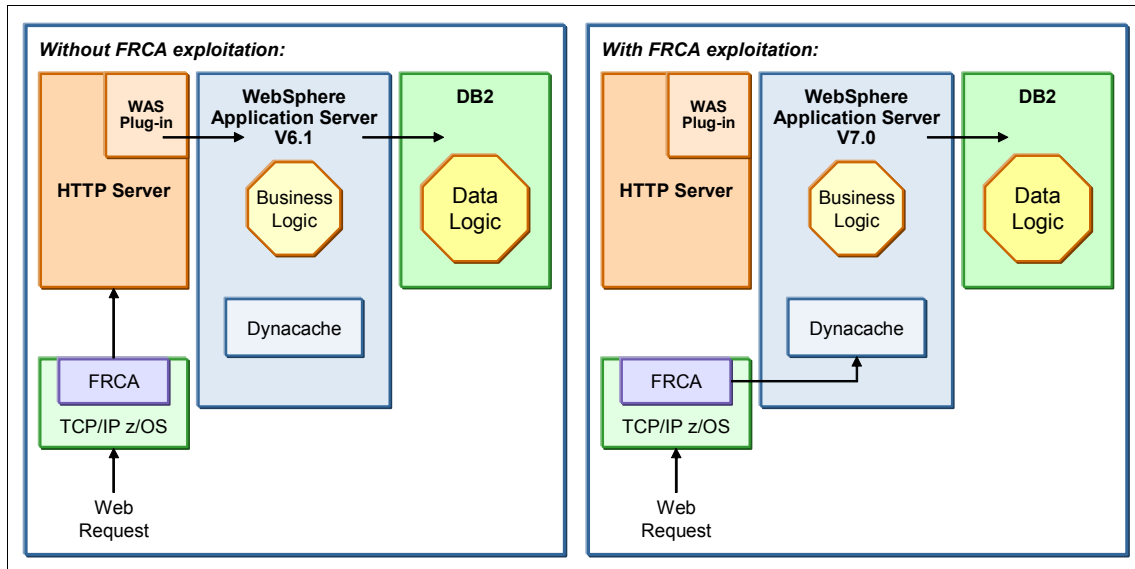 Without FRCA exploitation:
WAS
Plug-in
HTTP Server
WebSphere
Application Server
V6.1
Business
Logic
Dynacache
DB2
Data
Logic
FRCA
TCP/IP z/OS
Web
Request
With FRCA exploitation:
WAS
Plug-in
HTTP Server
WebSphere
Application Server
V7.0
Business
Logic
Dynacache
DB2
Data
Logic
FRCA
TCP/IP z/OS
Web
Request